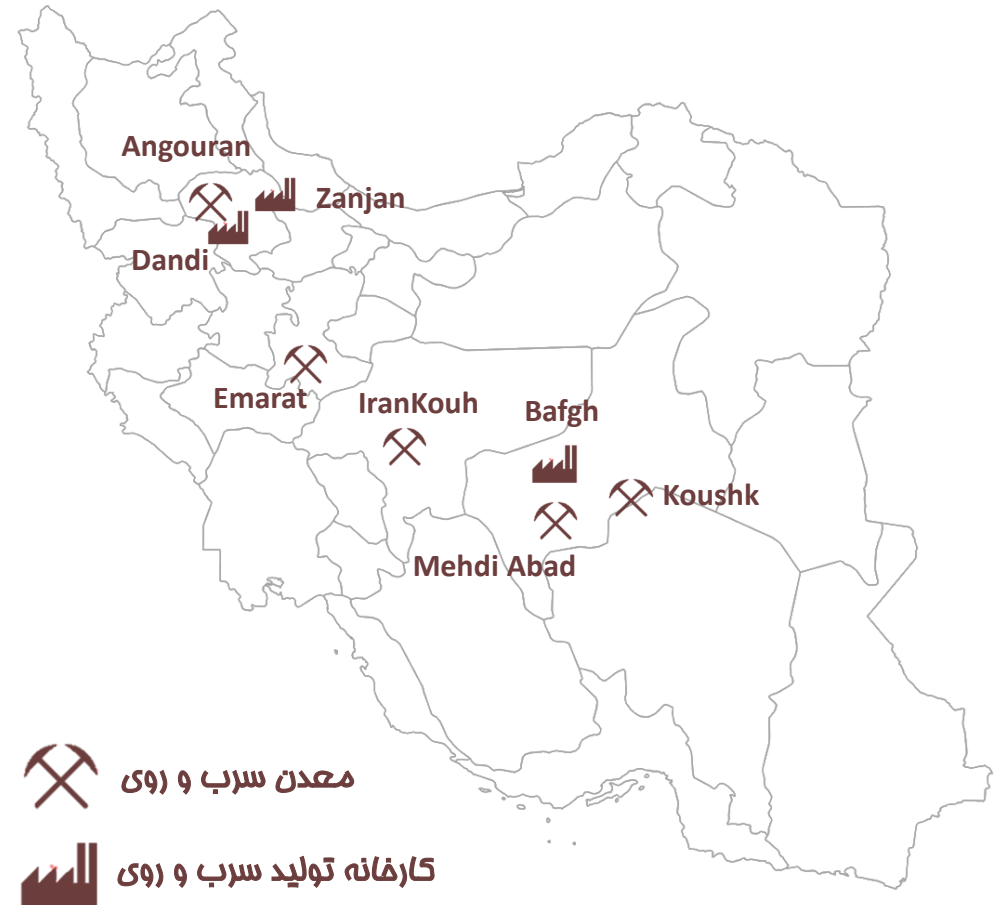 Angouran
Zanjan
Dandi
Emarat
IranKouh
Bafgh
Koushk
Mehdi Abad
معدن سرب و روی
کارخانه تولید سرب و روی